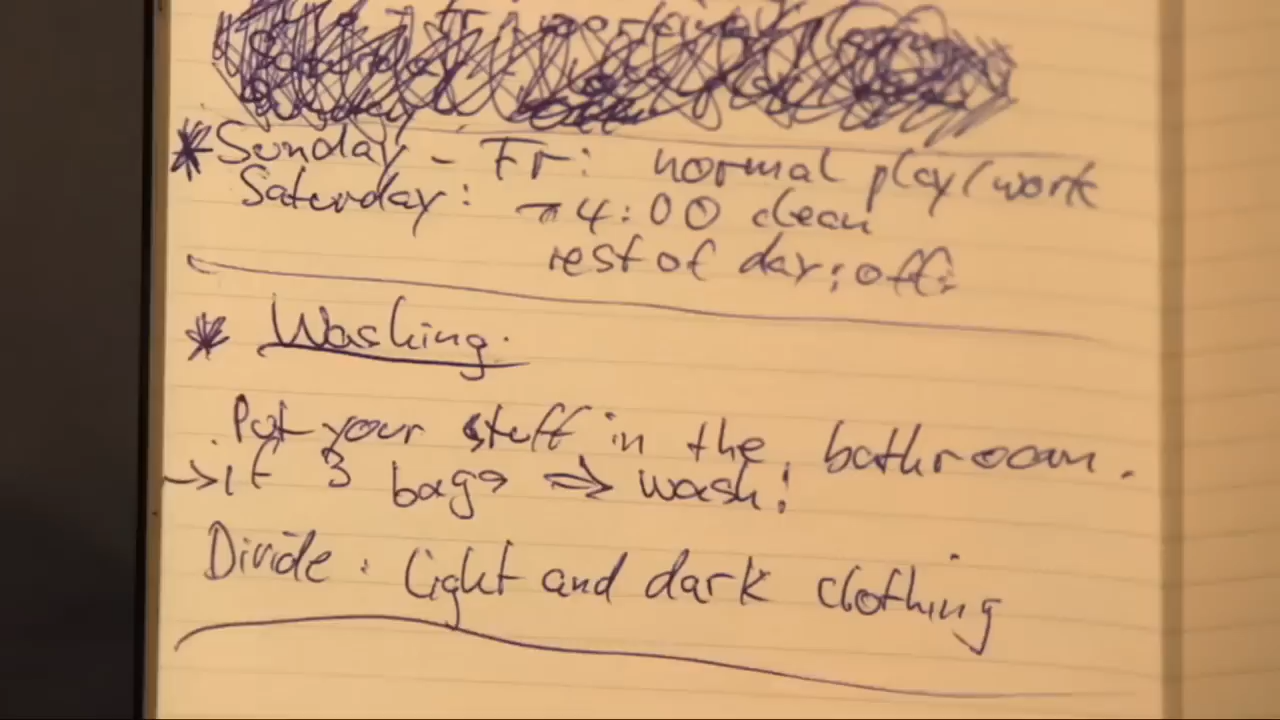 * Sunday - Fr: normal play/work
Saturday: →4:00 clean
rest of day: off
* Washing.
Put your stuff in the bathroom.
→ If 3 bags ⇒ wash!
Divide: light and dark clothing